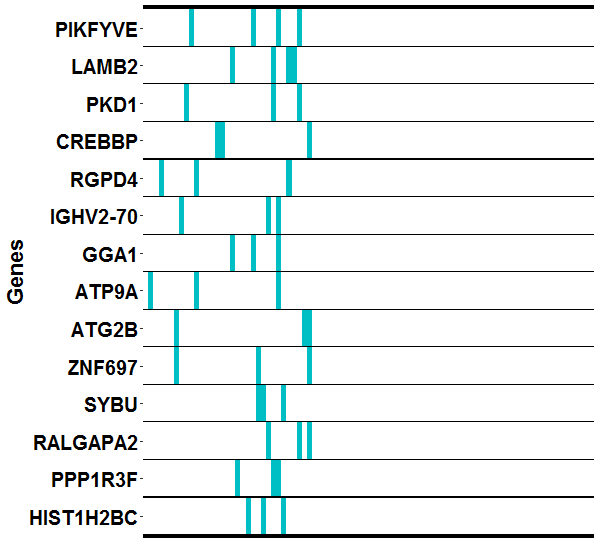 Genes
PIKFYVE
LAMB2
PKD1
CREBBP
RGPD4
IGHV2-70
GGA1
ATP9A
ATG2B
ZNF697
SYBU
RALGAPA2
PPP1R3F
HIST1H2BC